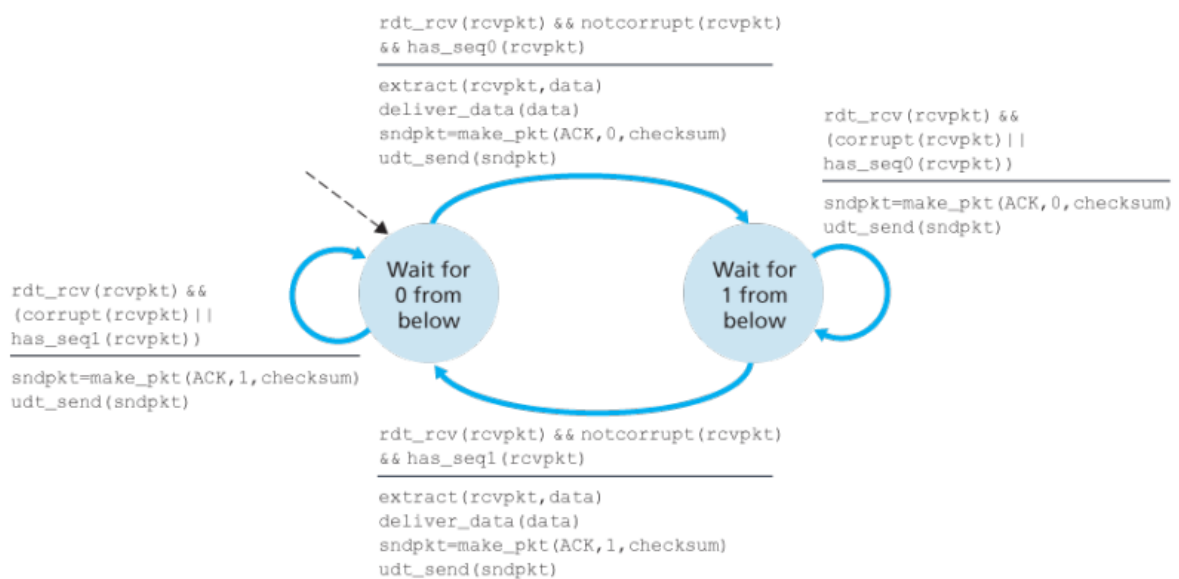 rdt_rcv(rcvpkt) && notcorrupt(rcvpkt)
&& has_seq0(rcvpkt)
extract(rcvpkt,data)
deliver_data(data)
sndpkt=make_pkt(ACK,0,checksum)
udt_send(sndpkt)
rdt_rcv(rcvpkt) &&
(corrupt(rcvpkt)||
has_seq0(rcvpkt))
sndpkt=make_pkt(ACK,0,checksum)
udt_send(sndpkt)
Wait for
0 from
below
Wait for
1 from
below
rdt_rcv(rcvpkt) &&
(corrupt(rcvpkt)||
has_seq1(rcvpkt))
sndpkt=make_pkt(ACK,1,checksum)
udt_send(sndpkt)
rdt_rcv(rcvpkt) && notcorrupt(rcvpkt)
&& has_seq1(rcvpkt)
extract(rcvpkt,data)
deliver_data(data)
sndpkt=make_pkt(ACK,1,checksum)
udt_send(sndpkt)